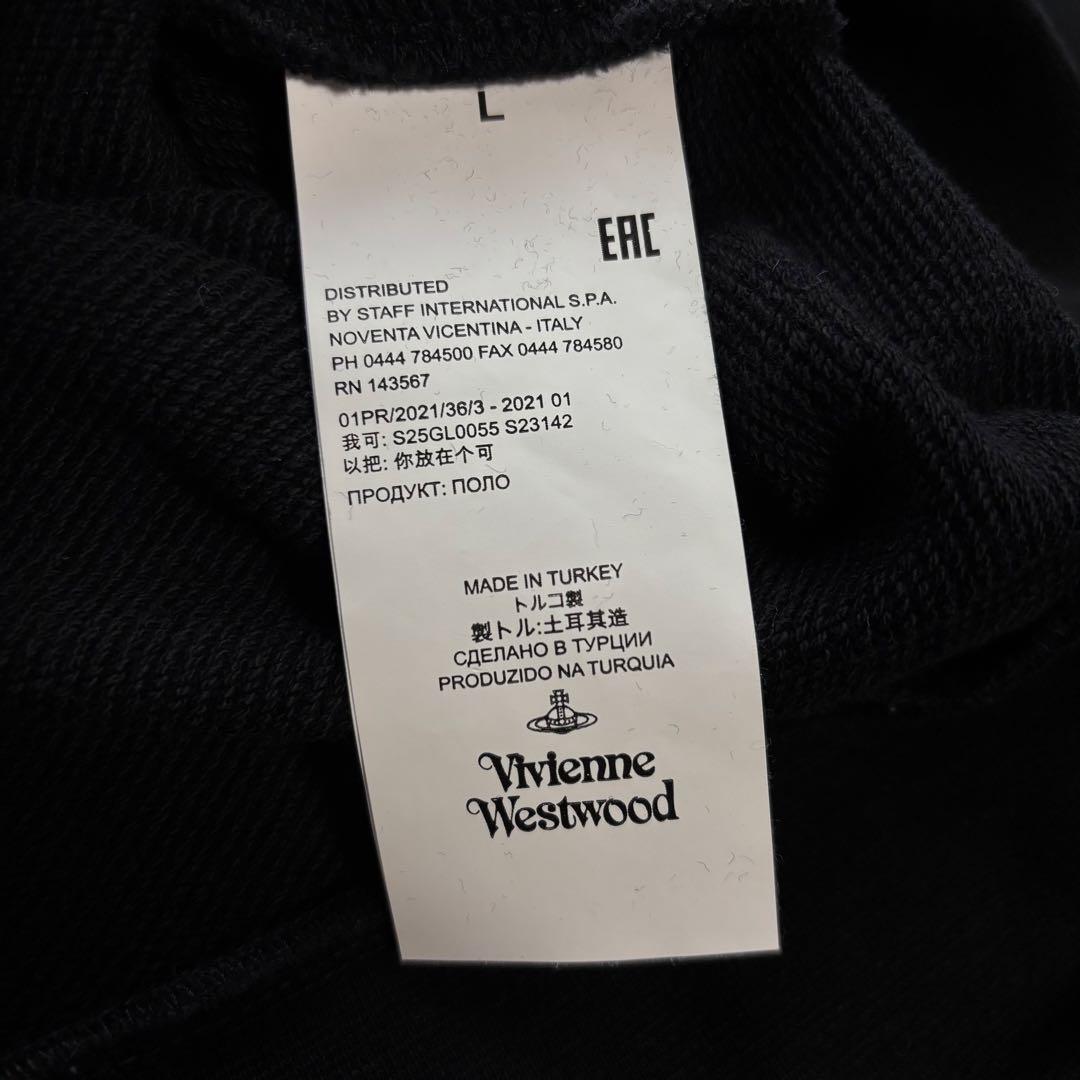 L
EAC
DISTRIBUTED
BY STAFF INTERNATIONAL S.P.A.
NOVENTA VICENTINA - ITALY
PH 0444 784500 FAX 0444 784580
RN 143567
01PR/2021/36/3 - 2021 01
我可: S25GL0055 S23142
以把: 你放在个可
ПРОДУКТ: ПОЛО
MADE IN TURKEY
トルコ製
製トル:土耳其造
СДЕЛАНО В ТУРЦИИ
PRODUZIDO NA TURQUIA
Vivienne
Westwood